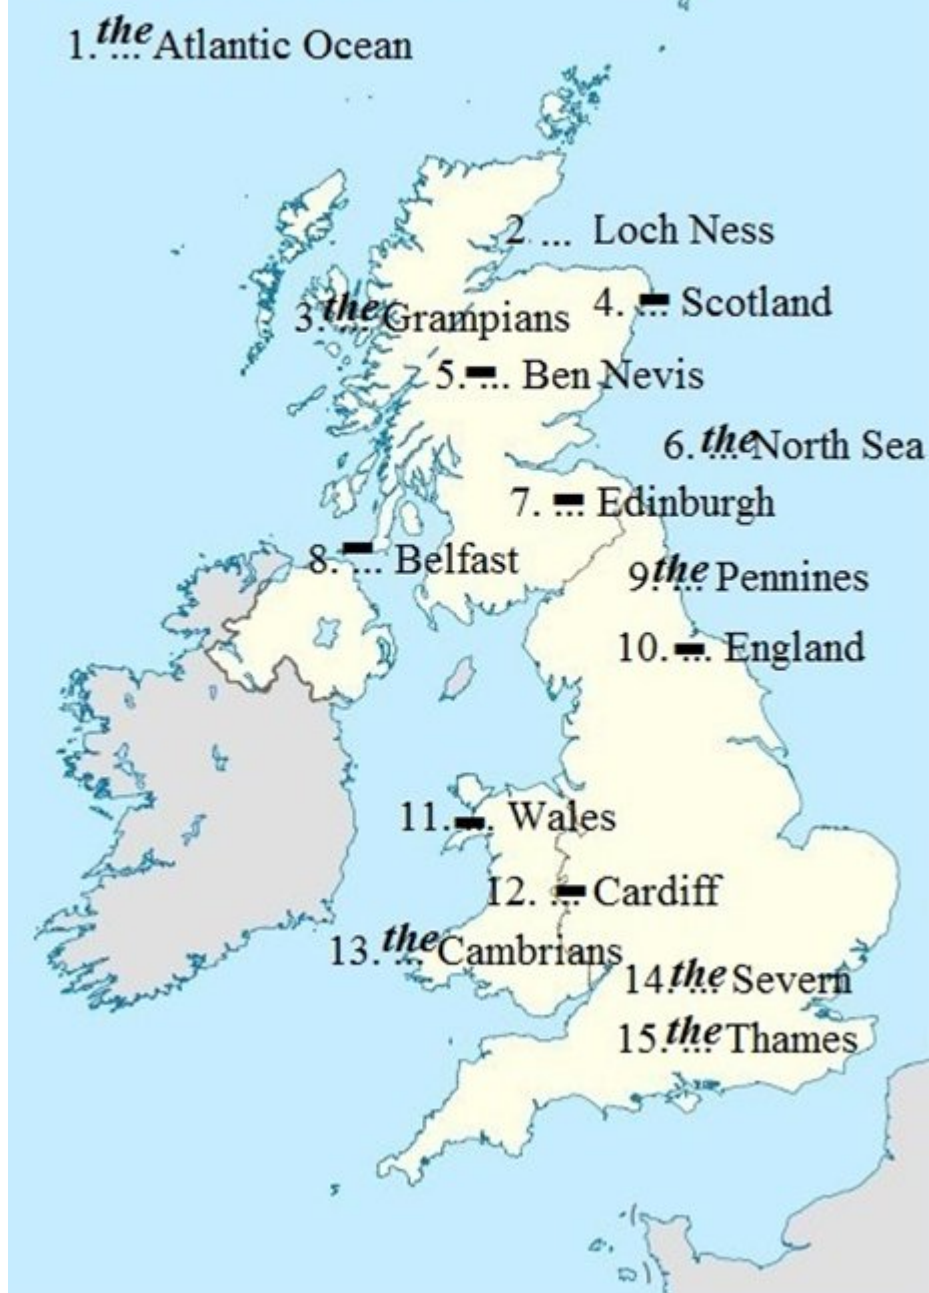 1. the ... Atlantic Ocean
2 ... Loch Ness
3. the ... Grampians
4. – ... Scotland
5. – ... Ben Nevis
6. the ... North Sea
7. – ... Edinburgh
8. – ... Belfast
9. the ... Pennines
10. – ... England
11. – ... Wales
12. – ... Cardiff
13. the ... Cambrians
14. the ... Severn
15. the ... Thames